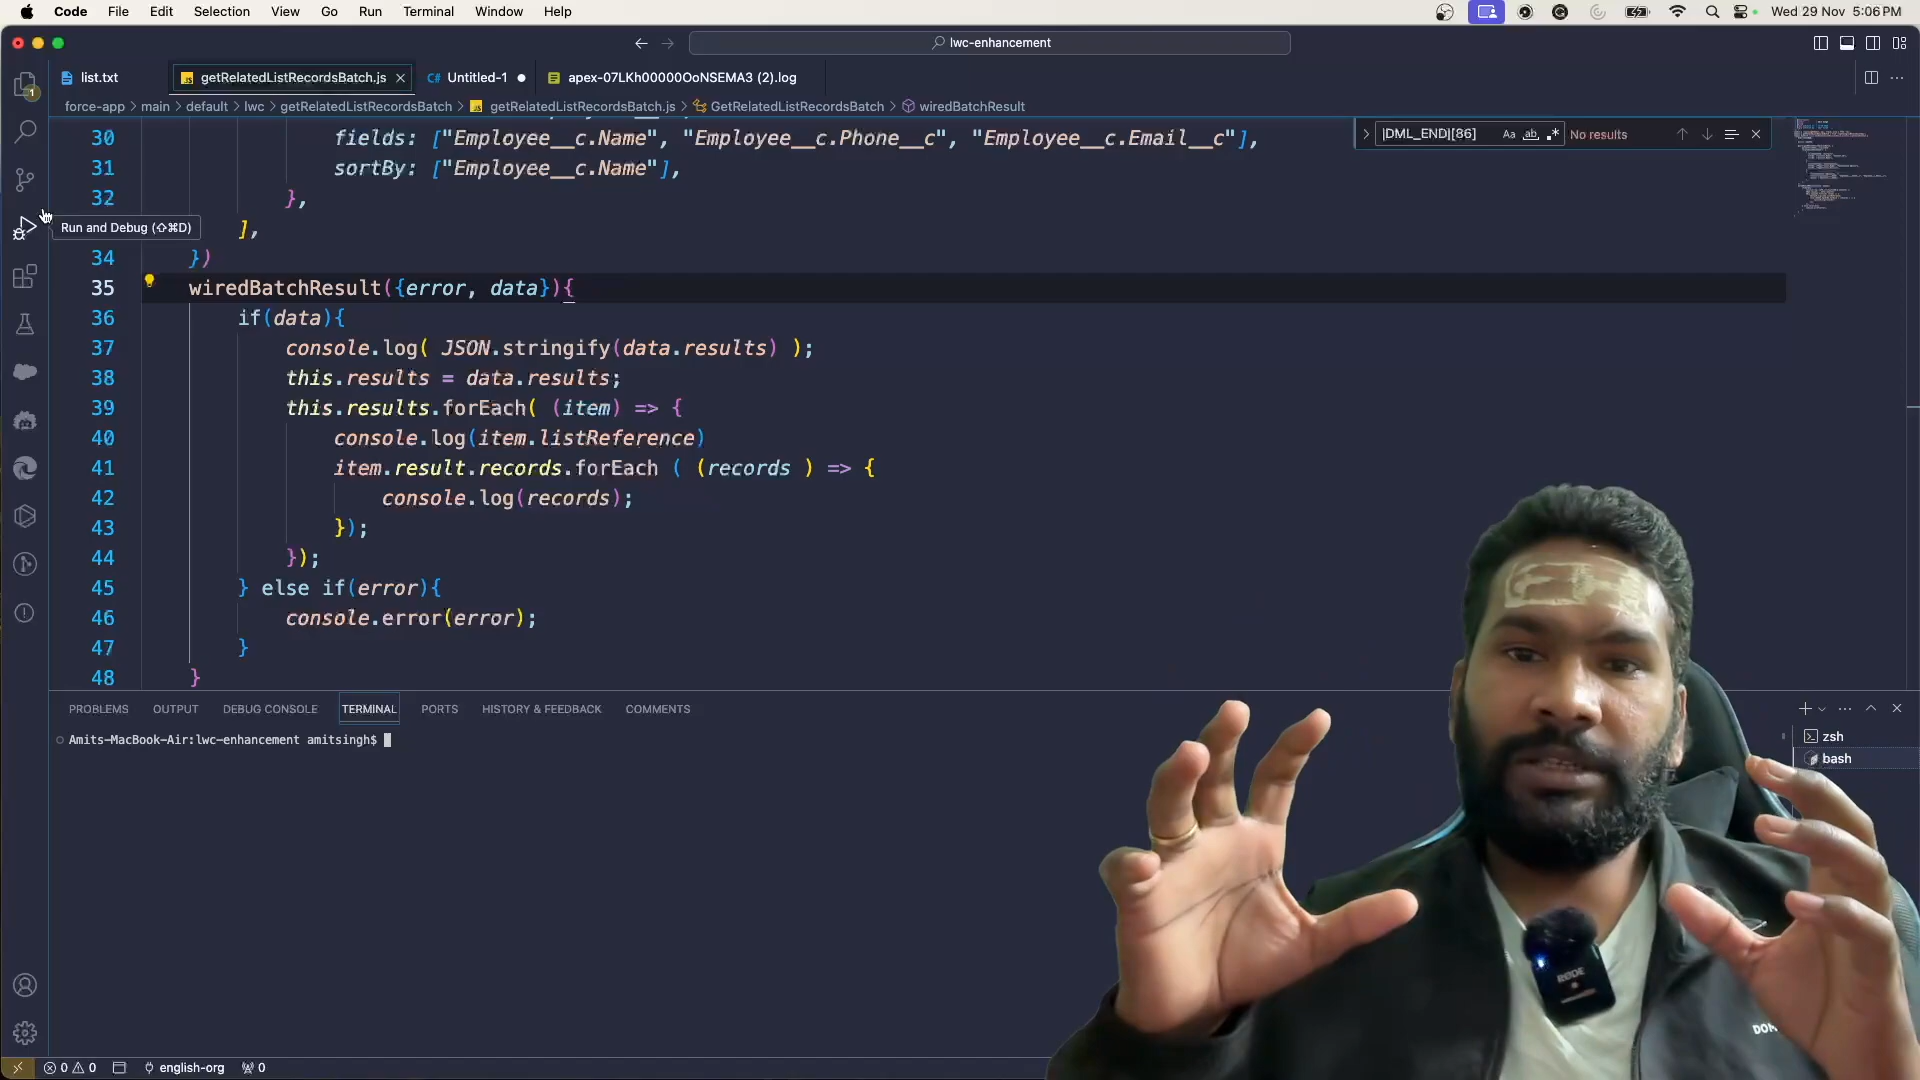 Code File Edit Selection View Go Run Terminal Window Help
Wed 29 Nov 5:06 PM
lwc-enhancement
list.txt
getRelatedListRecordsBatch.js
Untitled-1
apex-07LKh00000OoNSEMA3 (2).log
force-app › main › default › lwc › getRelatedListRecordsBatch › getRelatedListRecordsBatch.js › GetRelatedListRecordsBatch › wiredBatchResult
|DML_END|[86]
Aa
ab
No results
1
30 fields: ["Employee__c.Name", "Employee__c.Phone__c", "Employee__c.Email__c"],
31 sortBy: ["Employee__c.Name"],
32 },
],
Run and Debug (⇧⌘D)
34 })
35 wiredBatchResult({error, data}){
36 if(data){
37 console.log( JSON.stringify(data.results) );
38 this.results = data.results;
39 this.results.forEach( (item) => {
40 console.log(item.listReference)
41 item.result.records.forEach ( (records ) => {
42 console.log(records);
43 });
44 });
45 } else if(error){
46 console.error(error);
47 }
48 }
PROBLEMS OUTPUT DEBUG CONSOLE TERMINAL PORTS HISTORY & FEEDBACK COMMENTS
Amits-MacBook-Air:lwc-enhancement amitsingh$
zsh
bash
RØDE
DOM
0 0 english-org 0